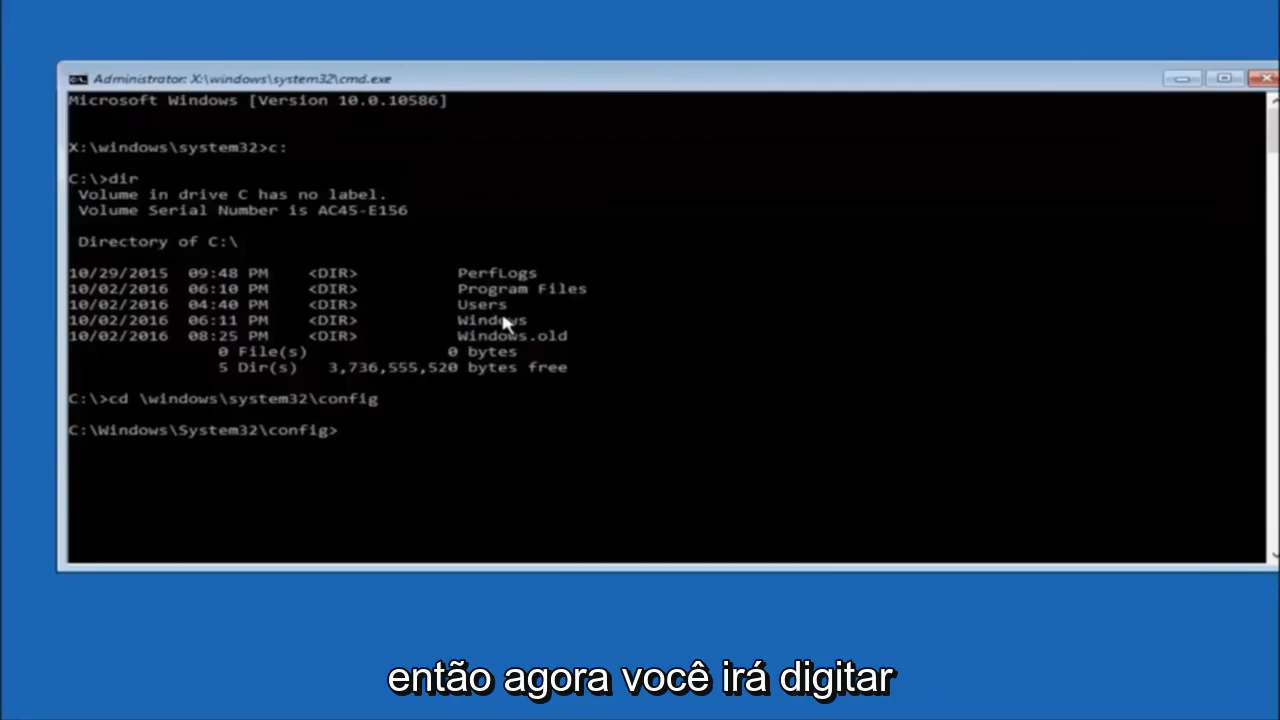 Administrator: X:\windows\system32\cmd.exe
Microsoft Windows [Version 10.0.10586]
X:\windows\system32>c:
C:\>dir
Volume in drive C has no label.
Volume Serial Number is AC45-E156
Directory of C:\
10/29/2015 09:48 PM <DIR> PerfLogs
10/02/2016 06:10 PM <DIR> Program Files
10/02/2016 04:40 PM <DIR> Users
10/02/2016 06:11 PM <DIR> Windows
10/02/2016 08:25 PM <DIR> Windows.old
0 File(s) 0 bytes
5 Dir(s) 3,736,555,520 bytes free
C:\>cd \windows\system32\config
C:\Windows\System32\config>
então agora você irá digitar